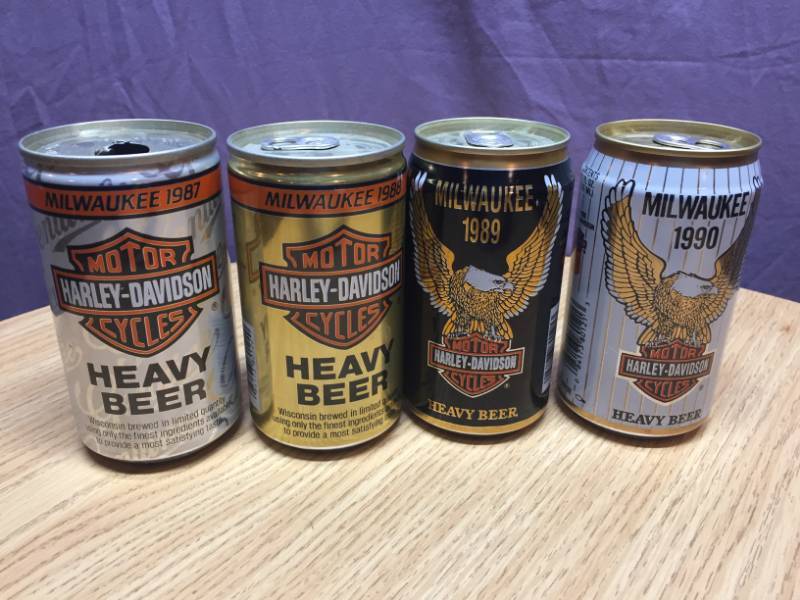 MILWAUKEE 1987
MOTOR
HARLEY-DAVIDSON
CYCLES
HEAVY
BEER
Wisconsin brewed in limited quantity
using only the finest ingredients available
to provide a most satisfying taste
MILWAUKEE 1988
MOTOR
HARLEY-DAVIDSON
CYCLES
HEAVY
BEER
Wisconsin brewed in limited
using only the finest ingredients
to provide a most satisfying
MILWAUKEE
1989
MOTOR
HARLEY-DAVIDSON
CYCLES
®
HEAVY BEER
MILWAUKEE
1990
MOTOR
HARLEY-DAVIDSON
CYCLES
®
HEAVY BEER